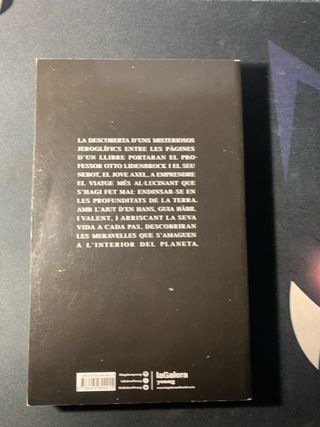 LA DESCOBERTA D'UNS MISTERIOSOS
JEROGLÍFICS ENTRE LES PÀGINES
D'UN LLIBRE PORTARAN EL PRO-
FESSOR OTTO LIDENBROCK I EL SEU
NEBOT, EL JOVE AXEL, A EMPRENDRE
EL VIATGE MÉS AL·LUCINANT QUE
S'HAGI FET MAI: ENDINSAR-SE EN
LES PROFUNDITATS DE LA TERRA.
AMB L'AJUT D'EN HANS, GUIA HÀBIL
I VALENT, I ARRISCANT LA SEVA
VIDA A CADA PAS, DESCOBRIRAN
LES MERAVELLES QUE S'AMAGUEN
A L'INTERIOR DEL PLANETA.
laGalera
young